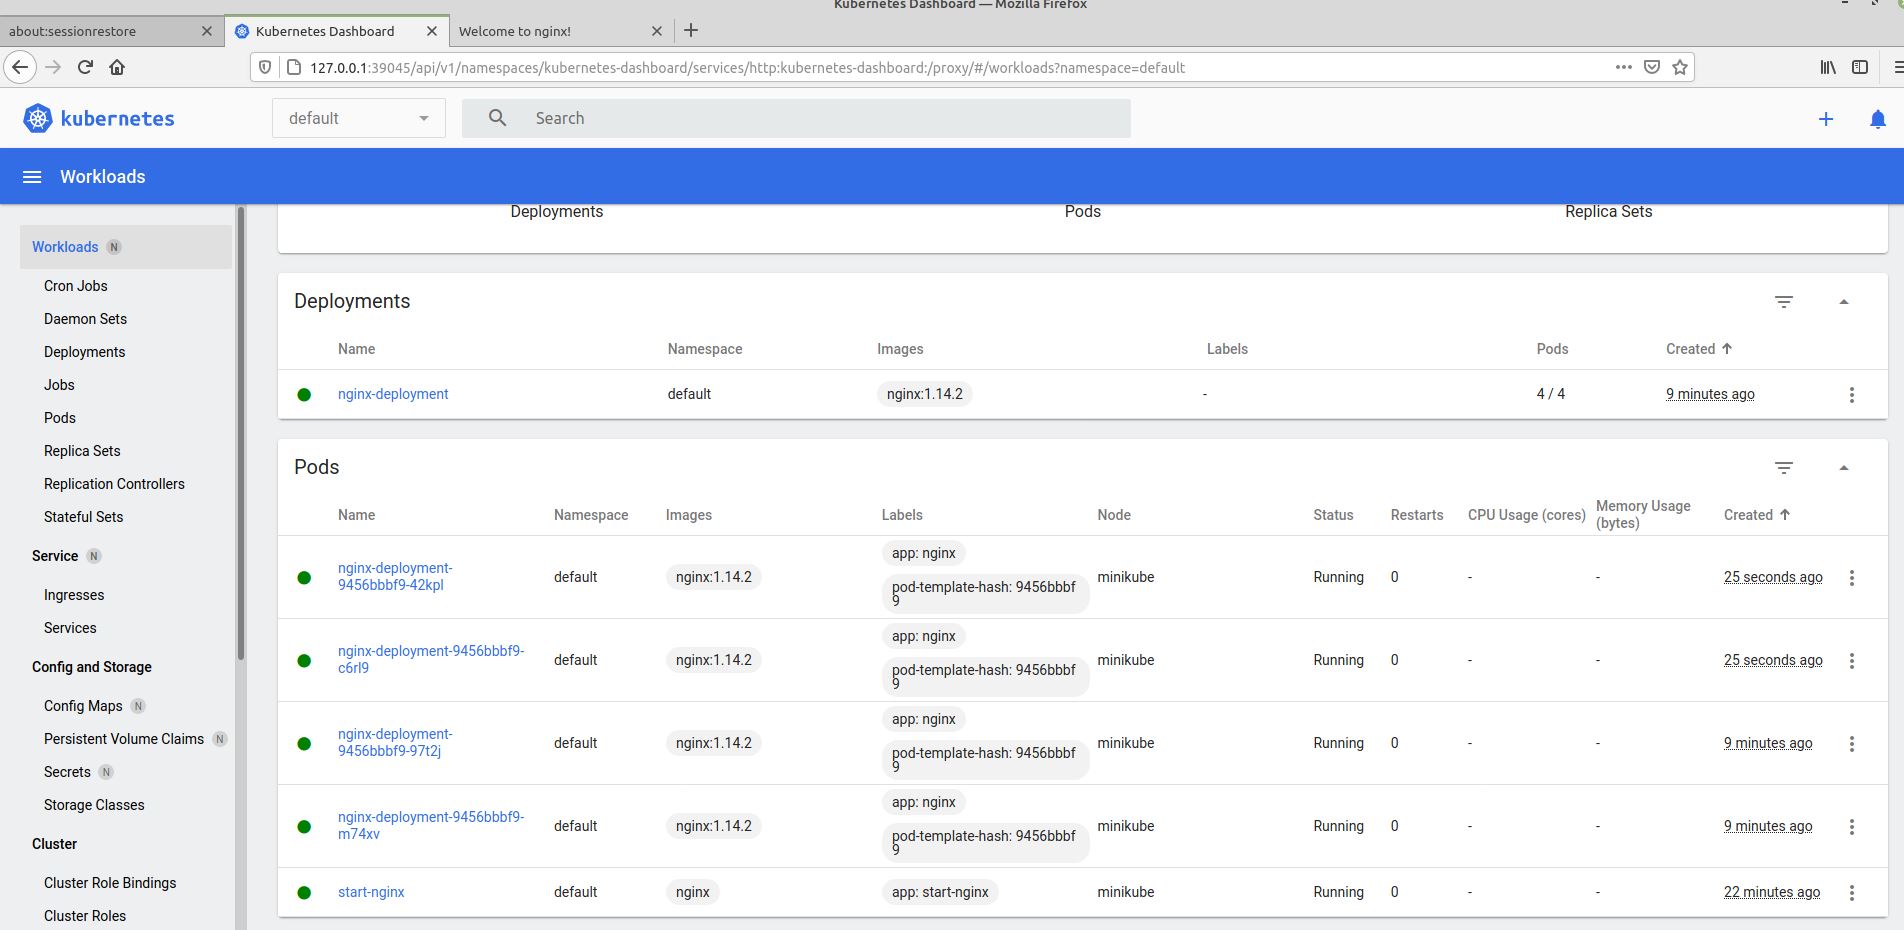 Kubernetes Dashboard — Mozilla Firefox
about:sessionrestore
Kubernetes Dashboard
Welcome to nginx!
127.0.0.1:39045/api/v1/namespaces/kubernetes-dashboard/services/http:kubernetes-dashboard:/proxy/#/workloads?namespace=default
kubernetes
default
Search
Workloads
Workloads N
Cron Jobs
Daemon Sets
Deployments
Jobs
Pods
Replica Sets
Replication Controllers
Stateful Sets
Service N
Ingresses
Services
Config and Storage
Config Maps N
Persistent Volume Claims N
Secrets N
Storage Classes
Cluster
Cluster Role Bindings
Cluster Roles
Deployments Pods Replica Sets
Deployments
Name Namespace Images Labels Pods Created
nginx-deployment default nginx:1.14.2 - 4 / 4 9 minutes ago
Pods
Name Namespace Images Labels Node Status Restarts CPU Usage (cores) Memory Usage (bytes) Created
nginx-deployment-
9456bbbf9-42kpl
default nginx:1.14.2
app: nginx
pod-template-hash: 9456bbbf
9
minikube Running 0 - - 25 seconds ago
nginx-deployment-9456bbbf9-
c6rl9
default nginx:1.14.2
app: nginx
pod-template-hash: 9456bbbf
9
minikube Running 0 - - 25 seconds ago
nginx-deployment-
9456bbbf9-97t2j
default nginx:1.14.2
app: nginx
pod-template-hash: 9456bbbf
9
minikube Running 0 - - 9 minutes ago
nginx-deployment-9456bbbf9-
m74xv
default nginx:1.14.2
app: nginx
pod-template-hash: 9456bbbf
9
minikube Running 0 - - 9 minutes ago
start-nginx default nginx app: start-nginx minikube Running 0 - - 22 minutes ago